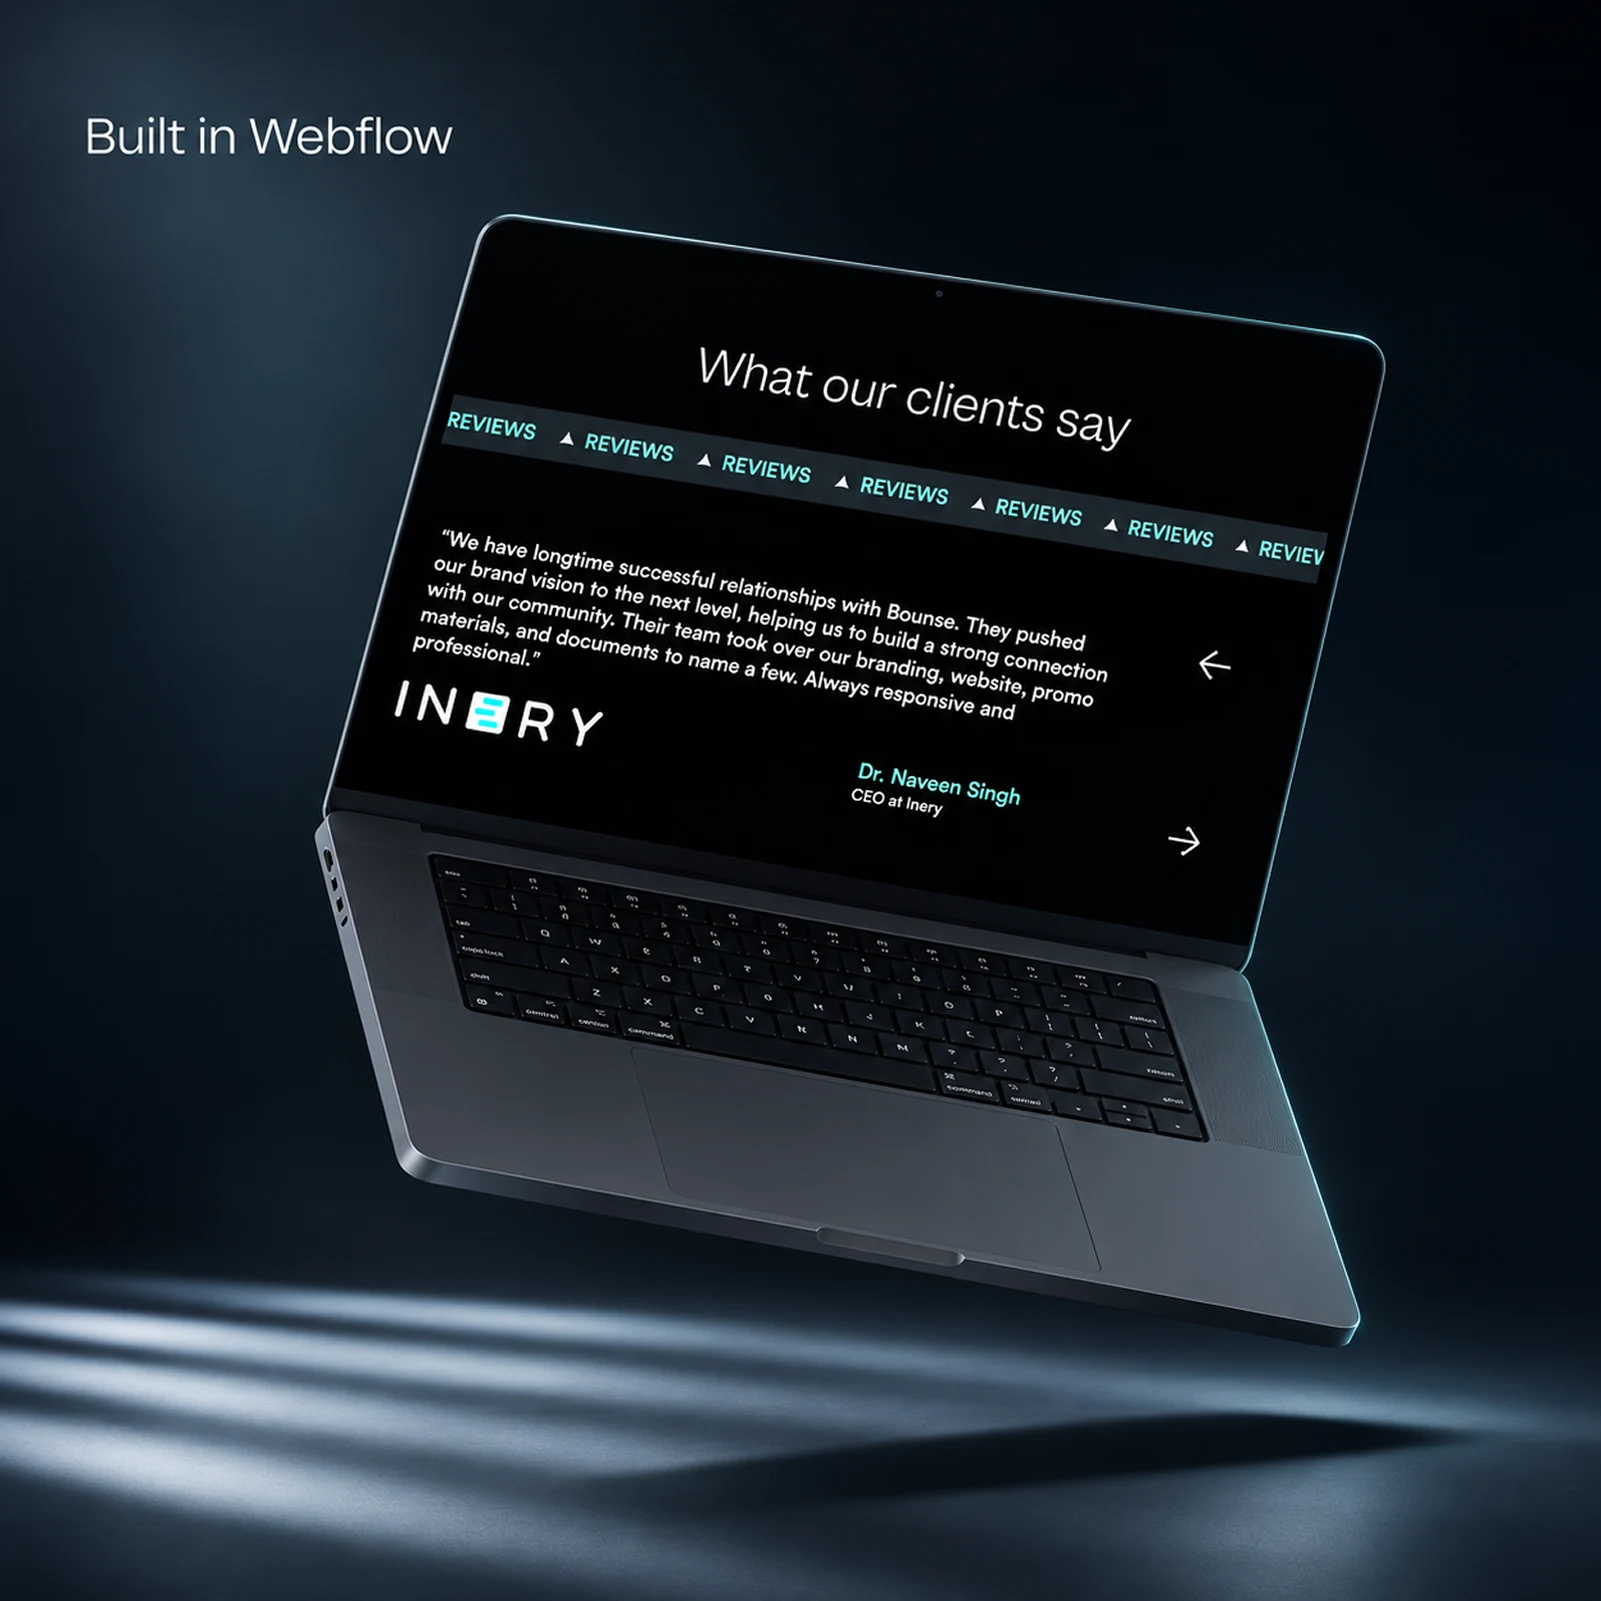 Built in Webflow
What our clients say
REVIEWS ▲ REVIEWS ▲ REVIEWS ▲ REVIEWS ▲ REVIEWS ▲ REVIEWS ▲ REVIEW
“We have longtime successful relationships with Bounse. They pushed
our brand vision to the next level, helping us to build a strong connection
with our community. Their team took over our branding, website, promo
materials, and documents to name a few. Always responsive and
professional.”
INERY
Dr. Naveen Singh
CEO at Inery